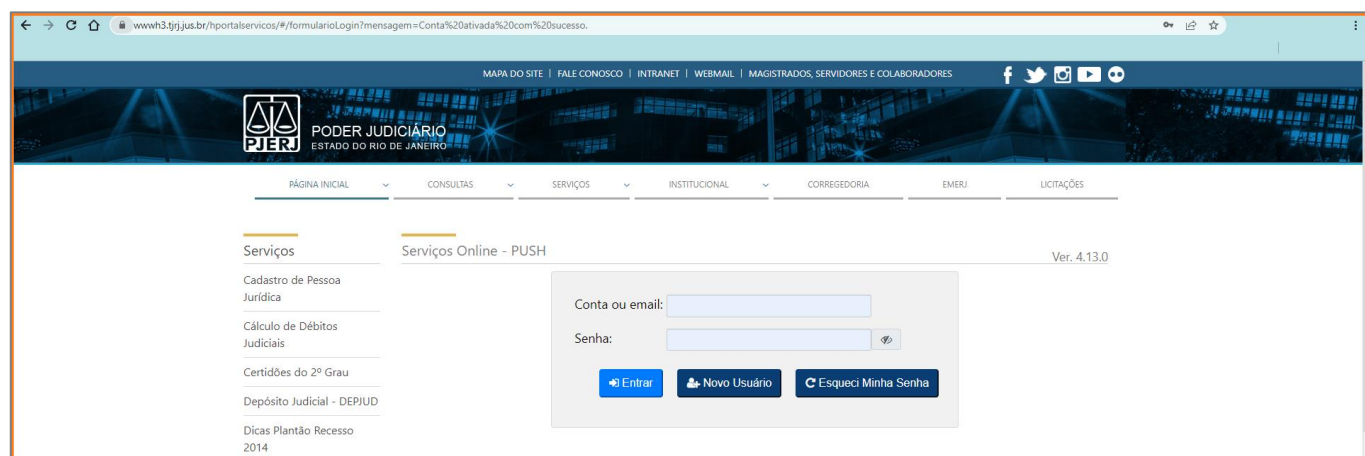 wwwh3.tjrj.jus.br/hportalservicos/#/formularioLogin?mensagem=Conta%20ativada%20com%20sucesso.
MAPA DO SITE | FALE CONOSCO | INTRANET | WEBMAIL | MAGISTRADOS, SERVIDORES E COLABORADORES
PJERJ
PODER JUDICIÁRIO
ESTADO DO RIO DE JANEIRO
PÁGINA INICIAL CONSULTAS SERVIÇOS INSTITUCIONAL CORREGEDORIA EMERJ LICITAÇÕES
Serviços
Serviços Online - PUSH
Ver. 4.13.0
Cadastro de Pessoa
Jurídica
Cálculo de Débitos
Judiciais
Certidões do 2º Grau
Depósito Judicial - DEPJUD
Dicas Plantão Recesso
2014
Conta ou email:
Senha:
Entrar Novo Usuário Esqueci Minha Senha